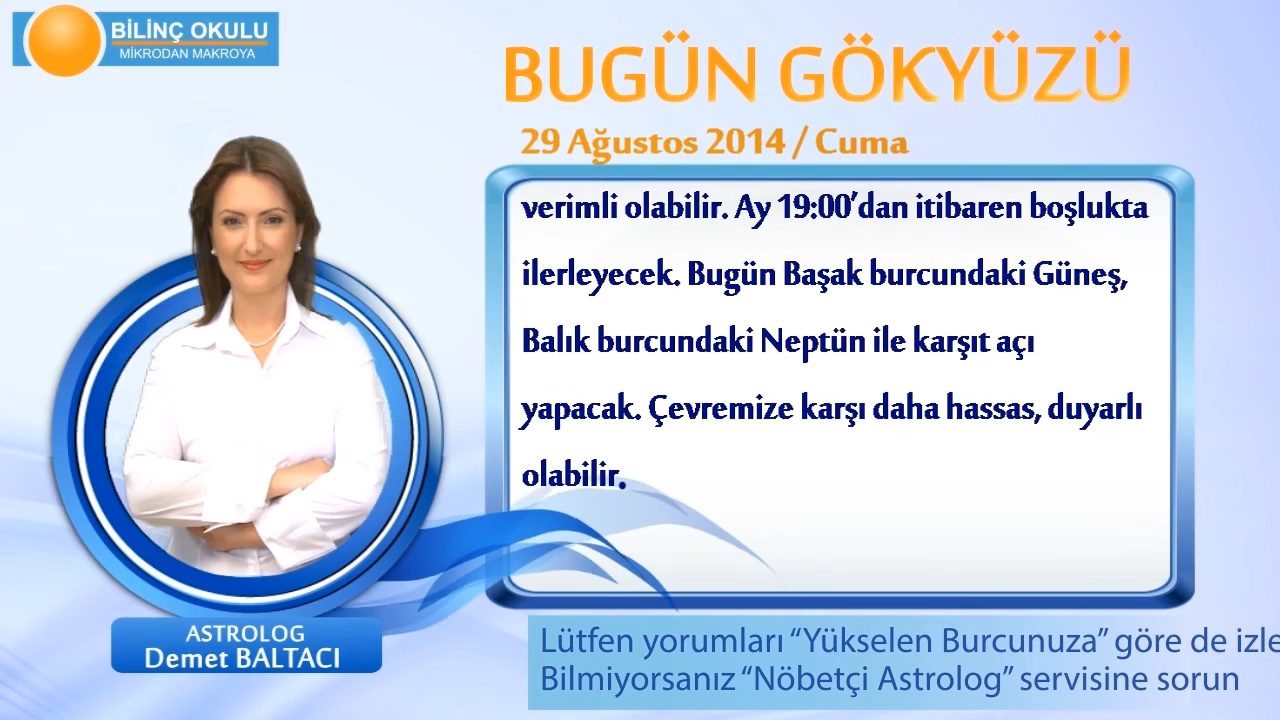 BİLİNÇ OKULU
MİKRODAN MAKROYA
BUGÜN GÖKYÜZÜ
29 Ağustos 2014 / Cuma
verimli olabilir. Ay 19:00’dan itibaren boşlukta
ilerleyecek. Bugün Başak burcundaki Güneş,
Balık burcundaki Neptün ile karşıt açı
yapacak. Çevremize karşı daha hassas, duyarlı
olabilir.
ASTROLOG
Demet BALTACI
Lütfen yorumları “Yükselen Burcunuza” göre de izle
Bilmiyorsanız “Nöbetçi Astrolog” servisine sorun